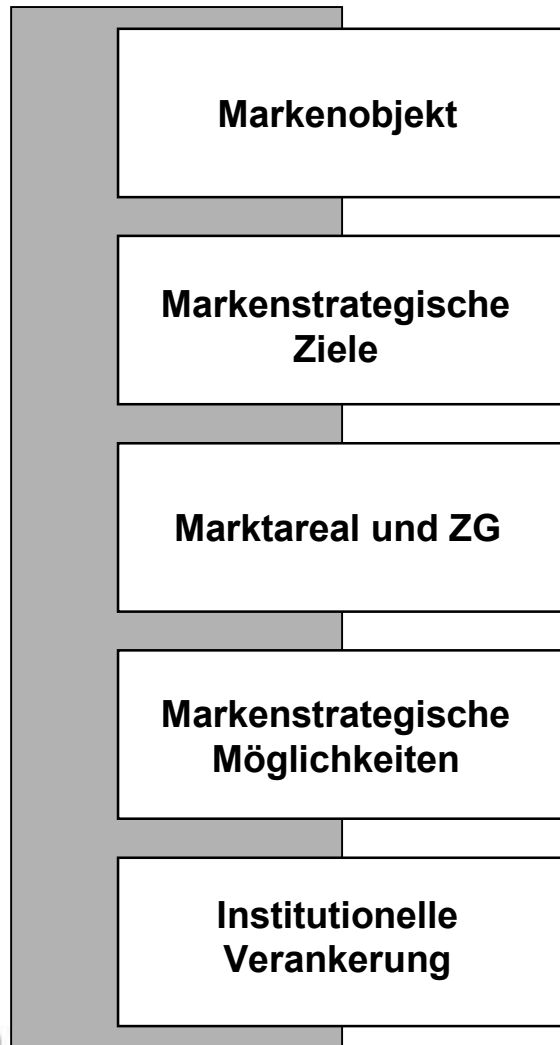 Markenobjekt
Markenstrategische
Ziele
Marktareal und ZG
Markenstrategische
Möglichkeiten
Institutionelle
Verankerung